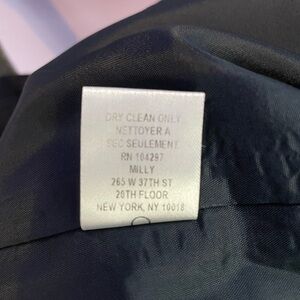 DRY CLEAN ONLY
NETTOYER A
SEC SEULEMENT
RN 104297
MILLY
265 W 37TH ST
20TH FLOOR
NEW YORK, NY 10018